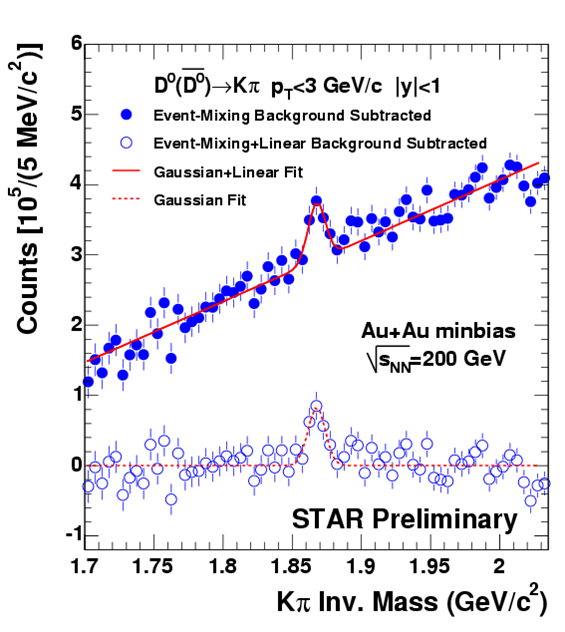 6
5
4
3
2
1
0
-1
Counts [10⁵/(5 MeV/c²)]
D⁰(D̅⁰)→Kπ p_T<3 GeV/c |y|<1
Event-Mixing Background Subtracted
Event-Mixing+Linear Background Subtracted
Gaussian+Linear Fit
Gaussian Fit
Au+Au minbias
√s_NN=200 GeV
STAR Preliminary
1.7 1.75 1.8 1.85 1.9 1.95 2
Kπ Inv. Mass (GeV/c²)